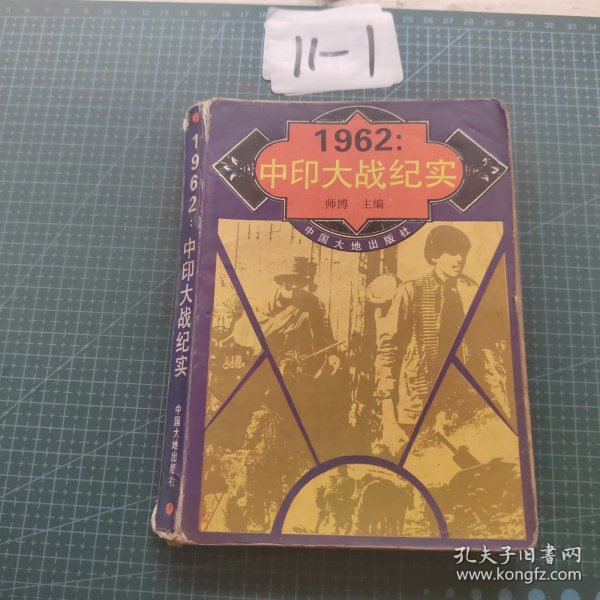 11-1
1962:
中印大战纪实
师博 主编
中国大地出版社
1962:中印大战纪实
中国大地出版社
孔夫子旧书网
www.kongfz.com